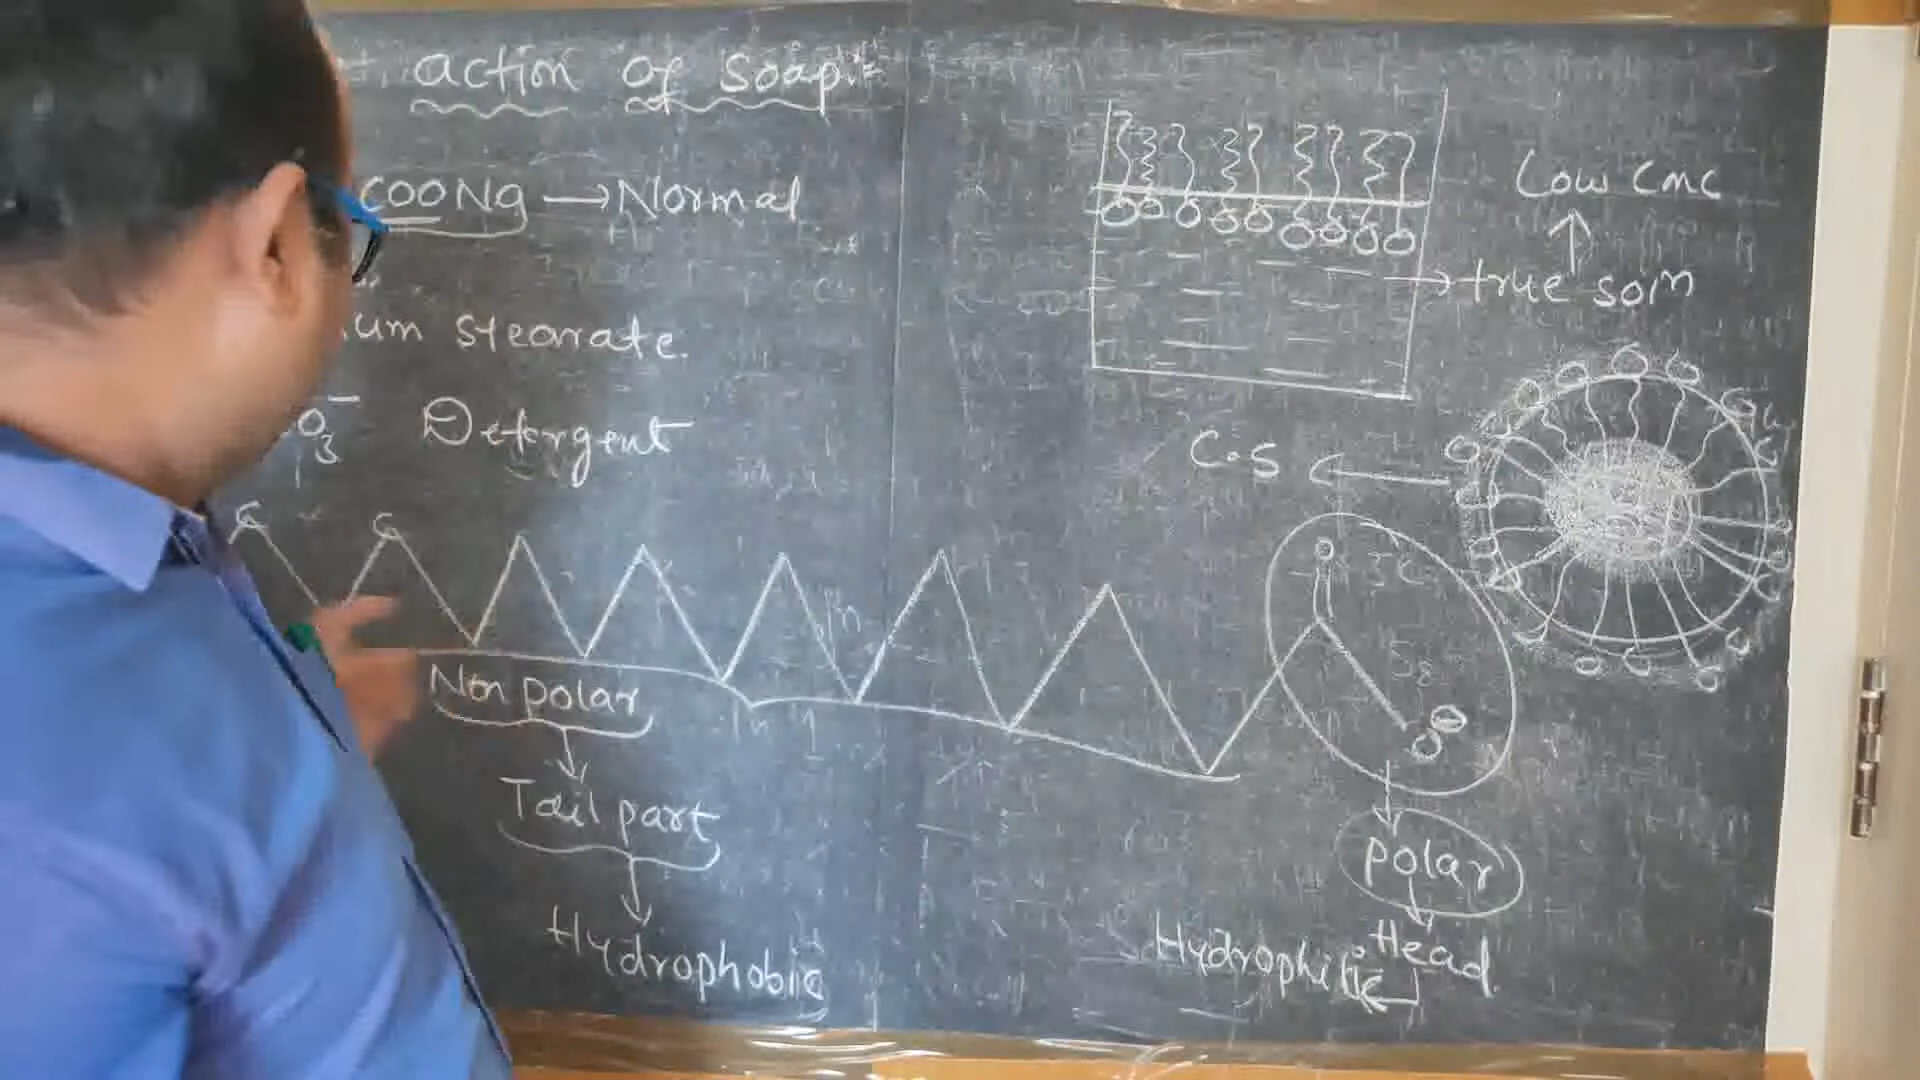 action of soap
COONa → Normal
um stearate.
O3⁻ Detergent
C C
Non polar
Tail part
Hydrophobic
Low CMC
true soln
C.S
O
O⊖
polar
Head
Hydrophilic